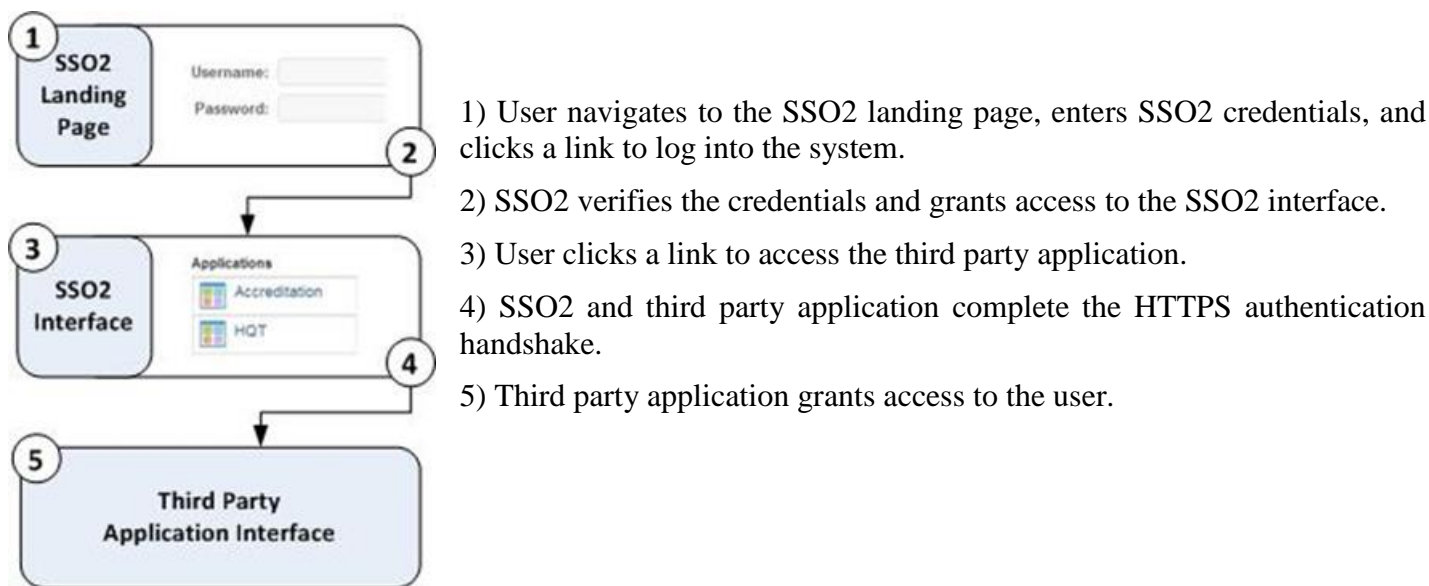 1
SSO2
Landing
Page
Username:
Password:
2
3
SSO2
Interface
Applications
Accreditation
HQT
4
5
Third Party
Application Interface
1) User navigates to the SSO2 landing page, enters SSO2 credentials, and
clicks a link to log into the system.
2) SSO2 verifies the credentials and grants access to the SSO2 interface.
3) User clicks a link to access the third party application.
4) SSO2 and third party application complete the HTTPS authentication
handshake.
5) Third party application grants access to the user.